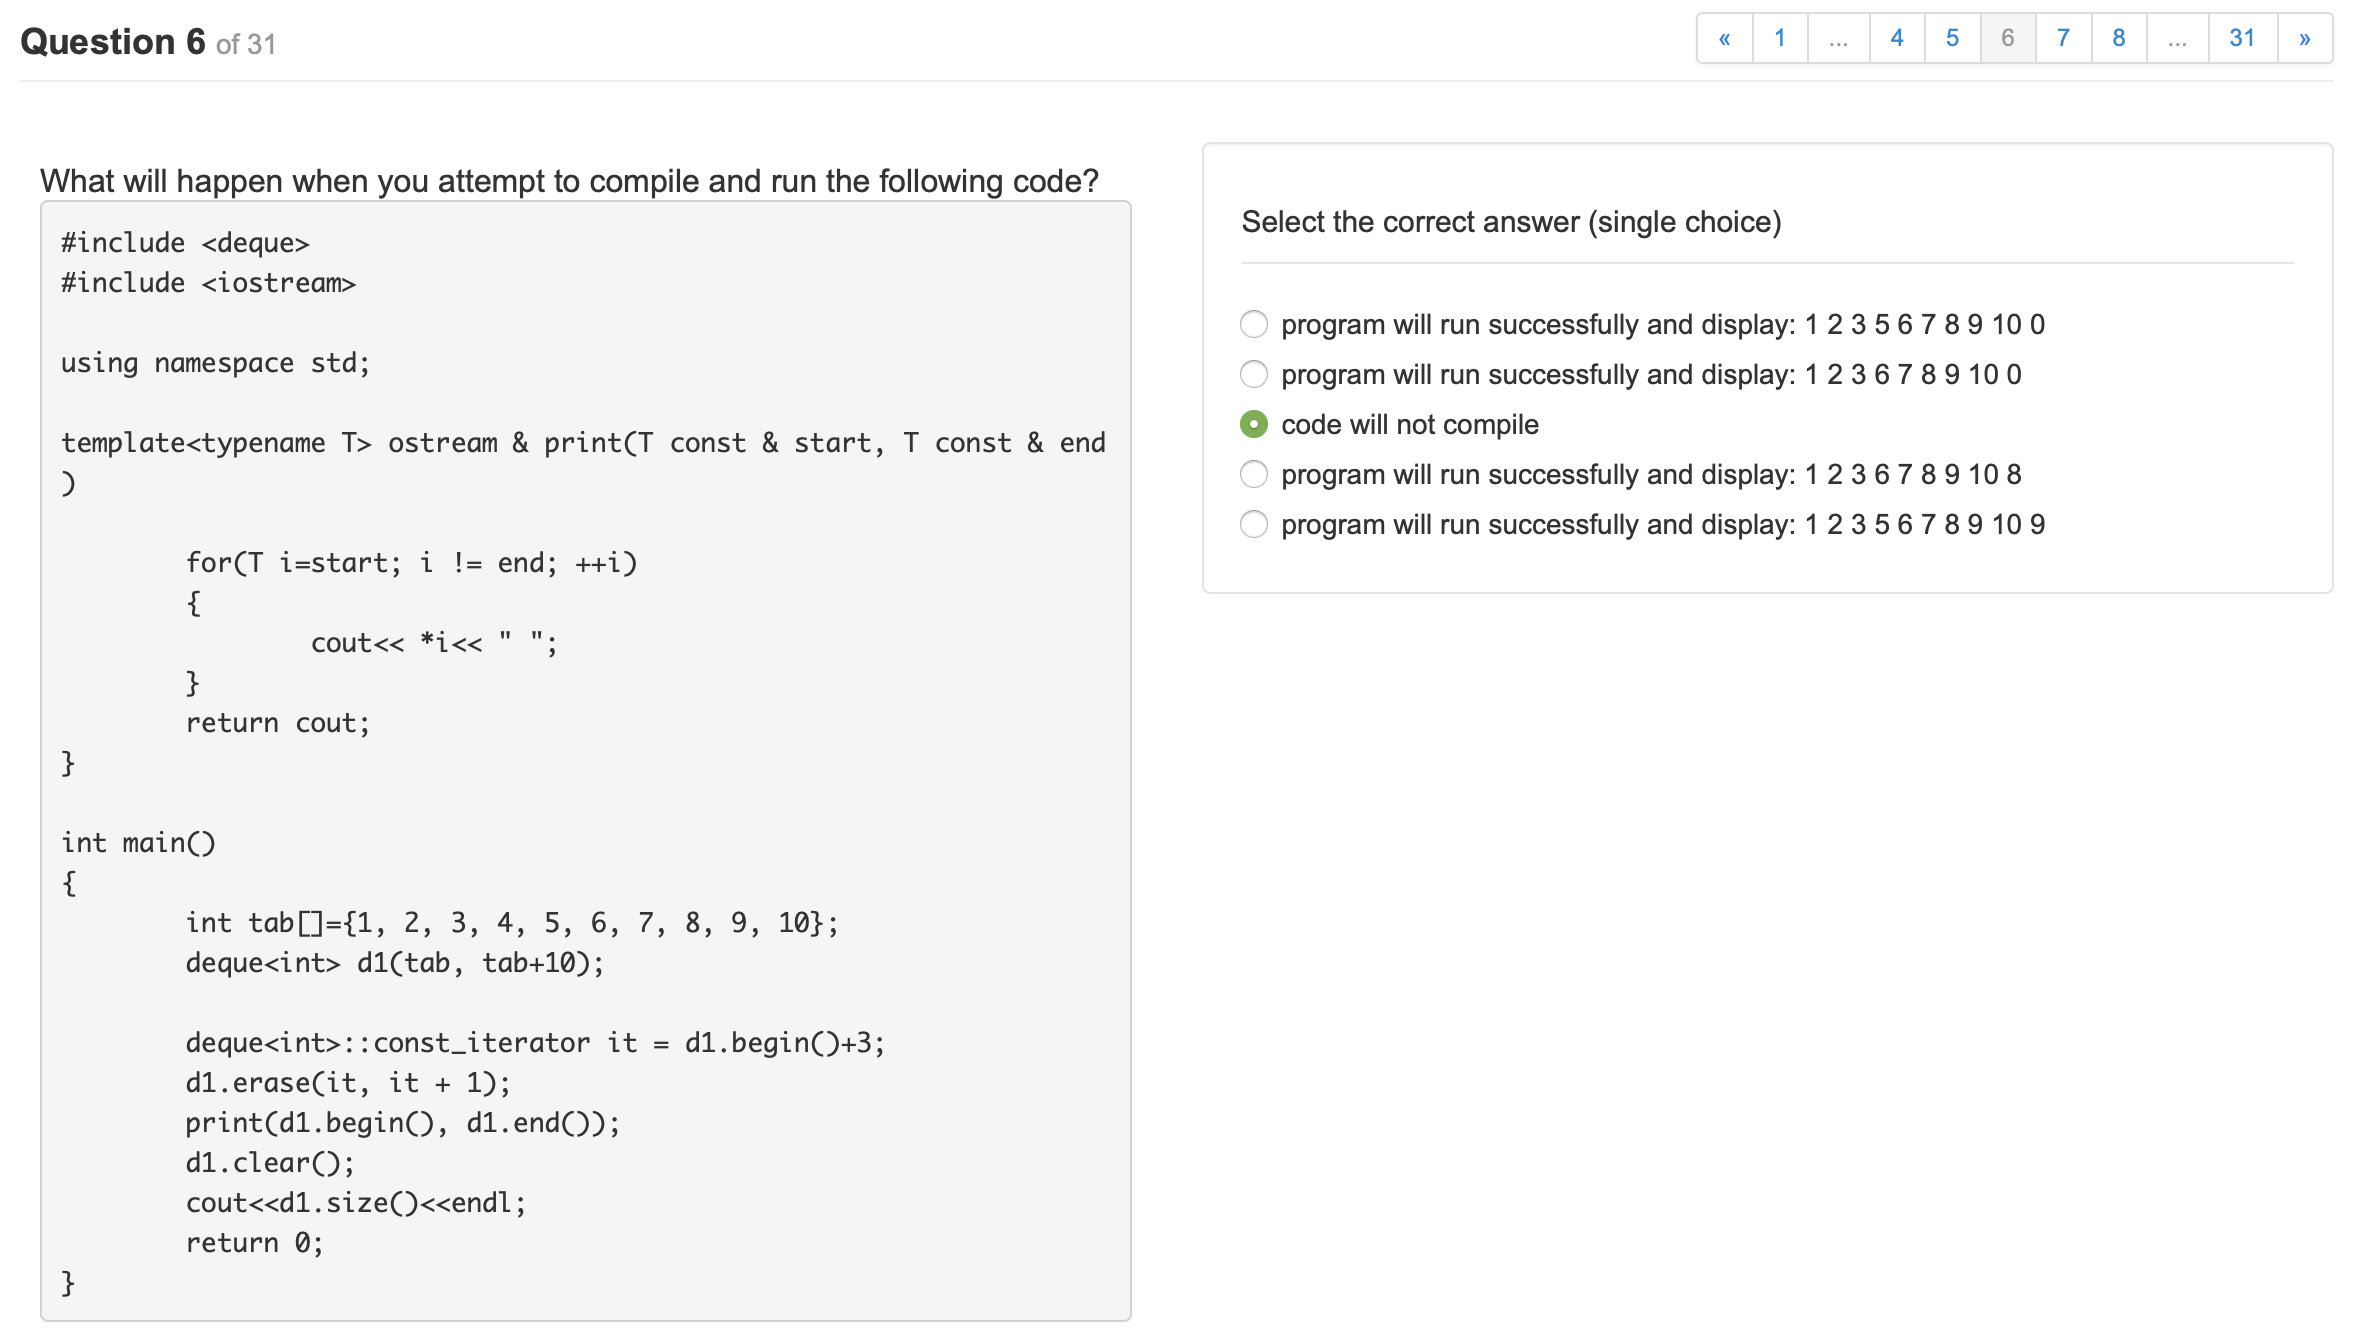 Question 6 of 31
« 1 ... 4 5 6 7 8 ... 31 »
What will happen when you attempt to compile and run the following code?
#include <deque>
#include <iostream>
using namespace std;
template<typename T> ostream & print(T const & start, T const & end
)
for(T i=start; i != end; ++i)
{
cout<< *i<< " ";
}
return cout;
}
int main()
{
int tab[]={1, 2, 3, 4, 5, 6, 7, 8, 9, 10};
deque<int> d1(tab, tab+10);
deque<int>::const_iterator it = d1.begin()+3;
d1.erase(it, it + 1);
print(d1.begin(), d1.end());
d1.clear();
cout<<d1.size()<<endl;
return 0;
}
Select the correct answer (single choice)
program will run successfully and display: 1 2 3 5 6 7 8 9 10 0
program will run successfully and display: 1 2 3 6 7 8 9 10 0
code will not compile
program will run successfully and display: 1 2 3 6 7 8 9 10 8
program will run successfully and display: 1 2 3 5 6 7 8 9 10 9